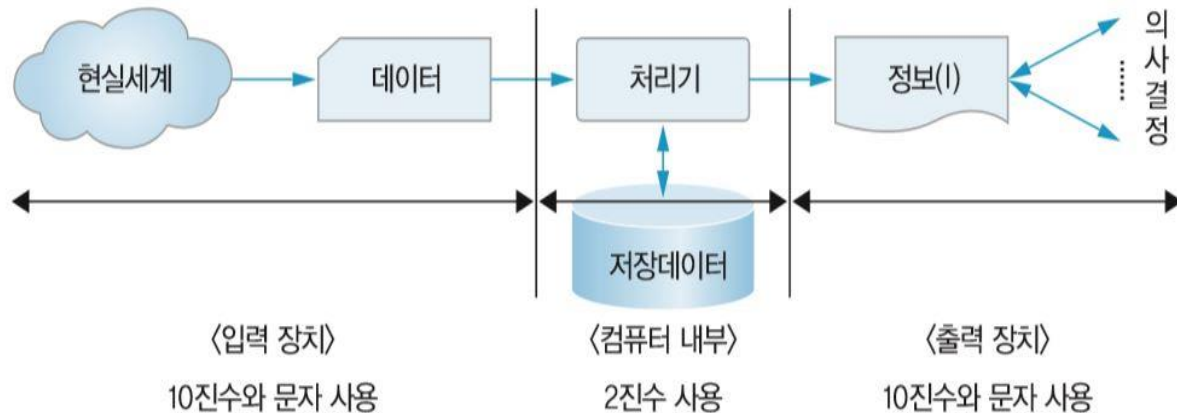 현실세계
데이터
처리기
정보(I)
의사결정
저장데이터
〈입력 장치〉
〈컴퓨터 내부〉
〈출력 장치〉
10진수와 문자 사용
2진수 사용
10진수와 문자 사용